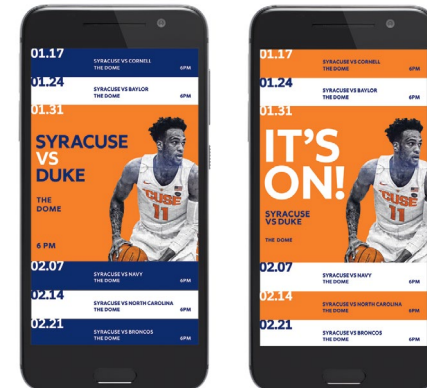 01.17
SYRACUSE VS CORNELL
THE DOME 6PM
01.24
SYRACUSE VS BAYLOR
THE DOME 6PM
01.31
SYRACUSE
VS
DUKE
THE
DOME
6 PM
CUSE
11
02.07
SYRACUSE VS NAVY
THE DOME 6PM
02.14
SYRACUSE VS NORTH CAROLINA
THE DOME 6PM
02.21
SYRACUSE VS BRONCOS
THE DOME 6PM
01.17
SYRACUSE VS CORNELL
THE DOME 6PM
01.24
SYRACUSE VS BAYLOR
THE DOME 6PM
01.31
IT'S
ON!
SYRACUSE
VS DUKE
THE DOME
CUSE
11
02.07
SYRACUSE VS NAVY
THE DOME 6PM
02.14
SYRACUSE VS NORTH CAROLINA
THE DOME 6PM
02.21
SYRACUSE VS BRONCOS
THE DOME 6PM